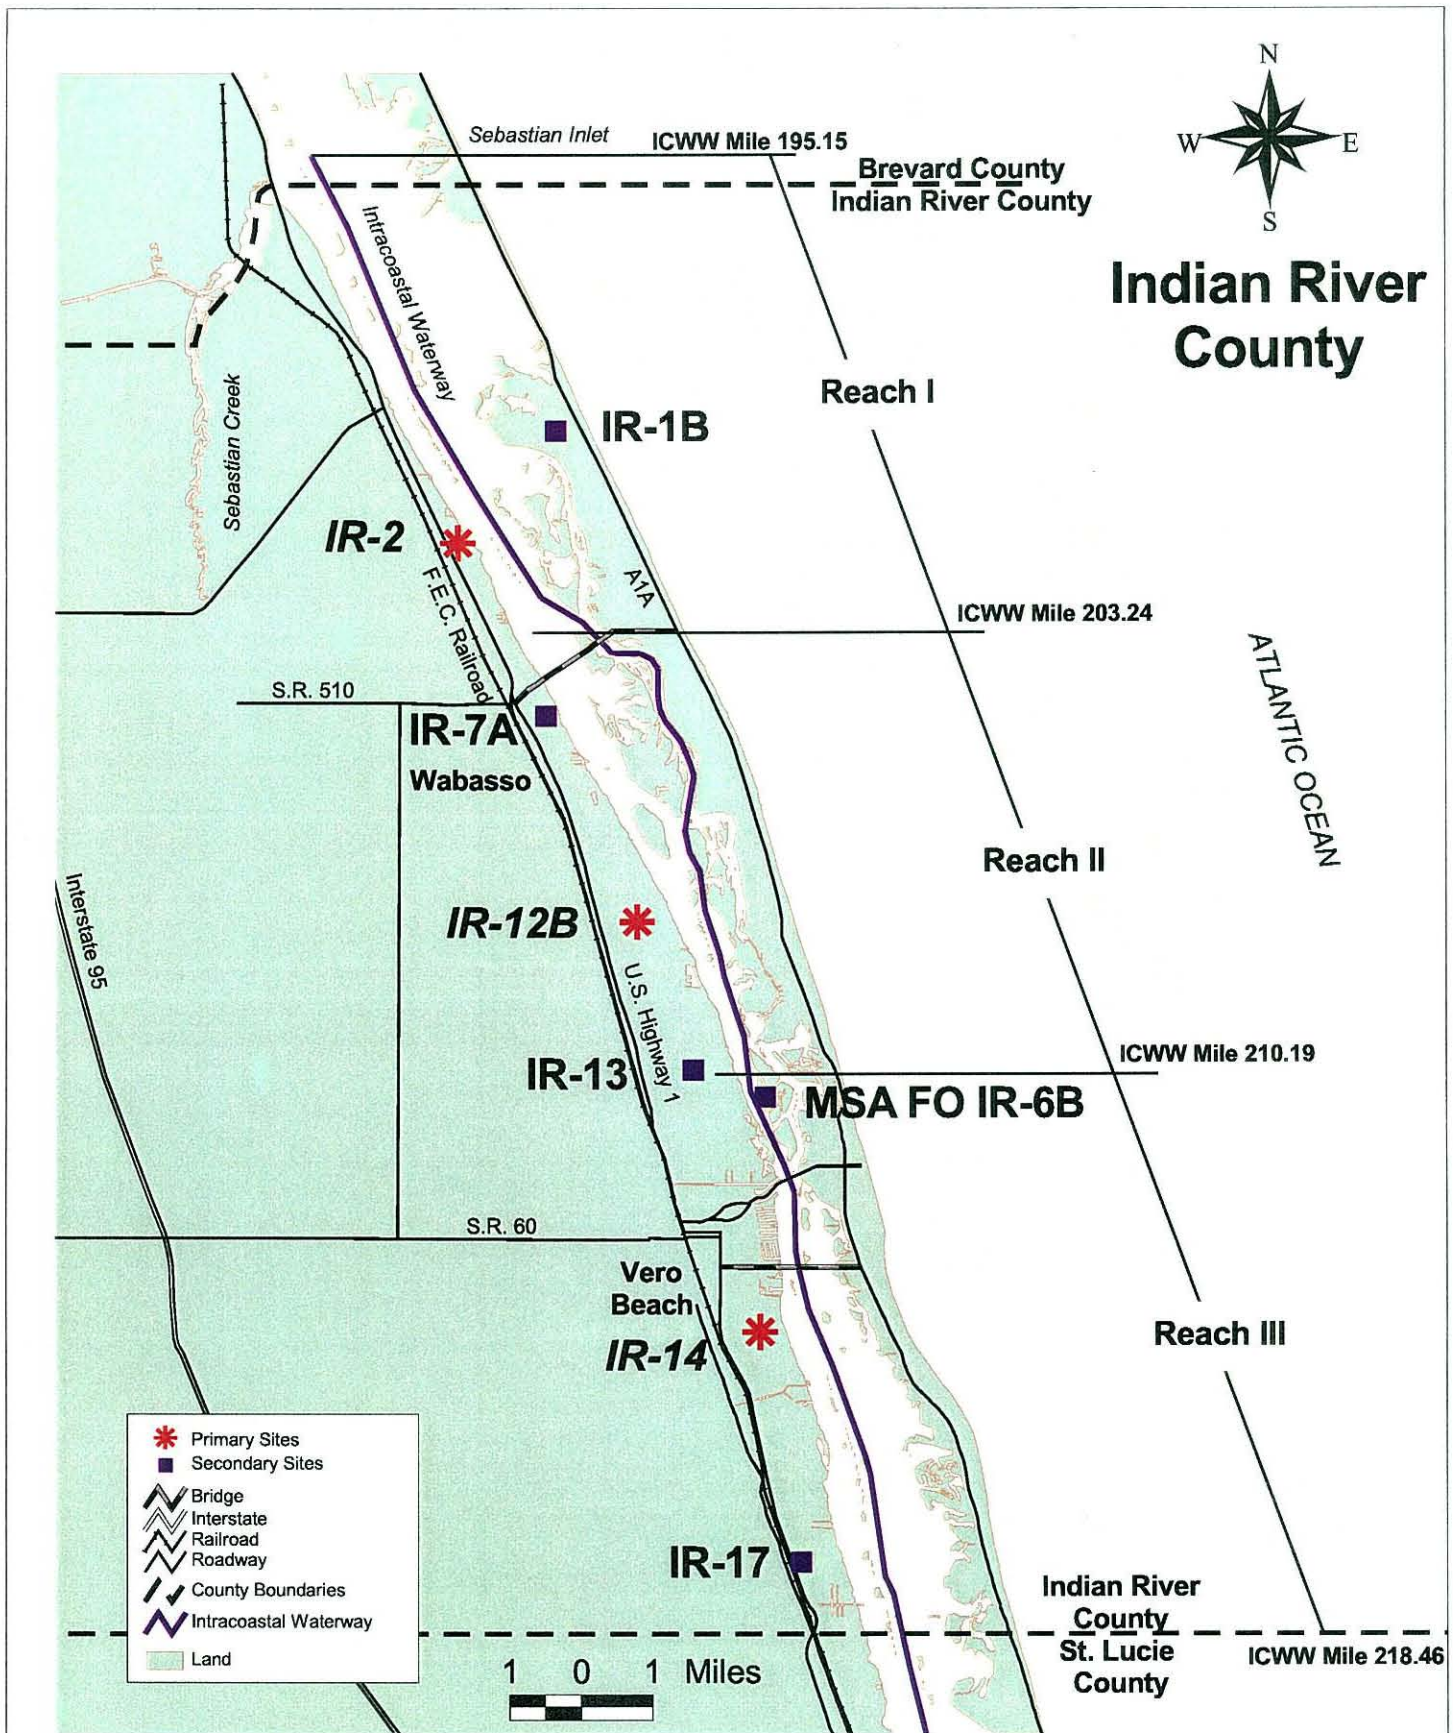 N
W
E
S
Sebastian Inlet
ICWW Mile 195.15
Brevard County
Indian River County
Indian River
County
Intracoastal Waterway
Reach I
Sebastian Creek
IR-1B
IR-2
F.E.C. Railroad
A1A
ICWW Mile 203.24
ATLANTIC OCEAN
S.R. 510
IR-7A
Wabasso
Reach II
Interstate 95
IR-12B
U.S. Highway 1
ICWW Mile 210.19
IR-13
MSA FO IR-6B
S.R. 60
Vero
Beach
IR-14
Reach III
Primary Sites
Secondary Sites
Bridge
Interstate
Railroad
Roadway
County Boundaries
Intracoastal Waterway
Land
IR-17
Indian River
County
St. Lucie
County
ICWW Mile 218.46
1 0 1 Miles